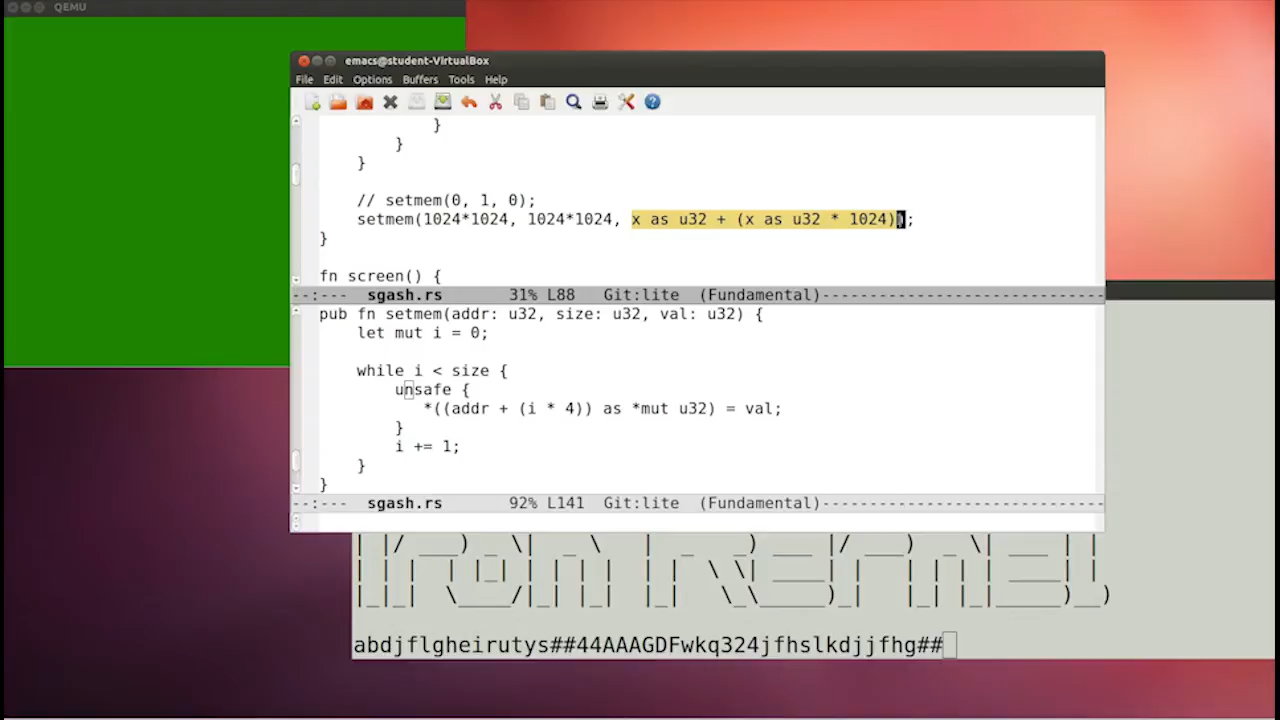 QEMU
emacs@student-VirtualBox
File Edit Options Buffers Tools Help
}
}
}
// setmem(0, 1, 0);
setmem(1024*1024, 1024*1024, x as u32 + (x as u32 * 1024));
}
fn screen() {
--:--- sgash.rs 31% L88 Git:lite (Fundamental)------------------------------
pub fn setmem(addr: u32, size: u32, val: u32) {
let mut i = 0;
while i < size {
unsafe {
*((addr + (i * 4)) as *mut u32) = val;
}
i += 1;
}
}
--:--- sgash.rs 92% L141 Git:lite (Fundamental)------------------------------
abdjflgheirutys##44AAAGDFwkq324jfhslkdjjfhg##